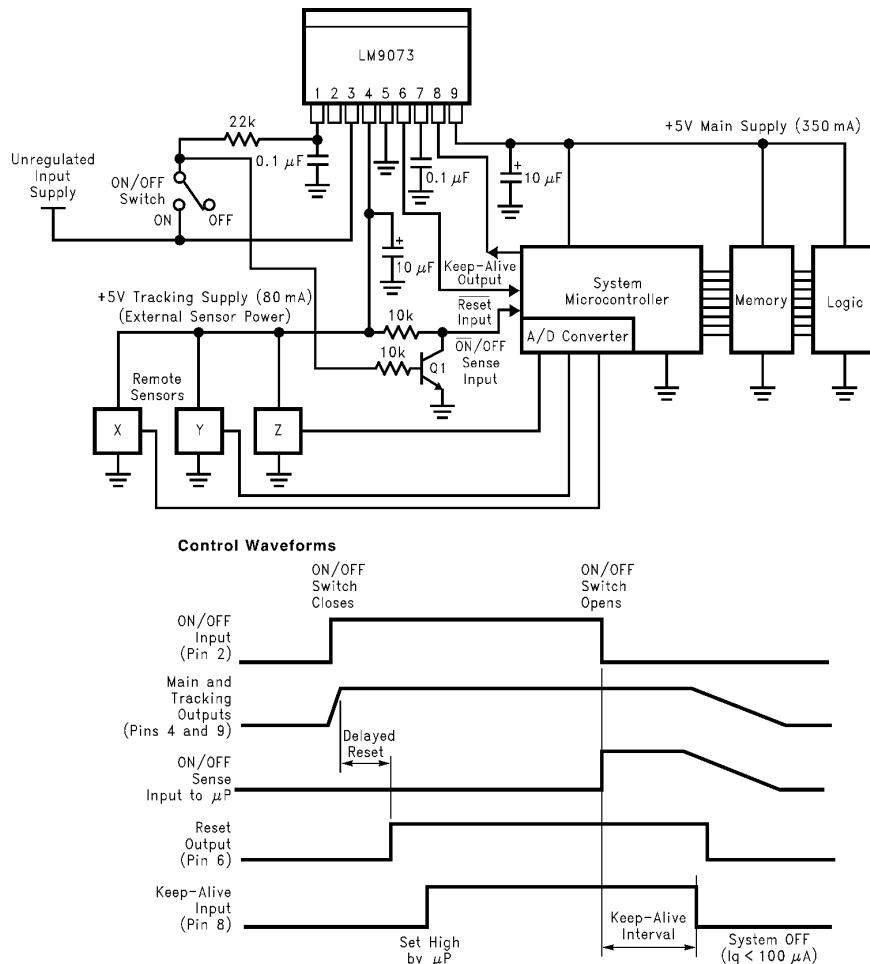 LM9073
1 2 3 4 5 6 7 8 9
22k
+5V Main Supply (350 mA)
Unregulated
Input
Supply
0.1 μF
ON/OFF
Switch
ON
OFF
0.1 μF
+
10 μF
+
10 μF
Keep-Alive
Output
System
Microcontroller
Memory
Logic
+5V Tracking Supply (80 mA)
(External Sensor Power)
10k
Reset
Input
A/D Converter
10k
Q1
ON/OFF
Sense
Input
Remote
Sensors
X
Y
Z
Control Waveforms
ON/OFF
Switch
Closes
ON/OFF
Switch
Opens
ON/OFF
Input
(Pin 2)
Main and
Tracking
Outputs
(Pins 4 and 9)
Delayed
Reset
ON/OFF
Sense
Input to μP
Reset
Output
(Pin 6)
Keep-Alive
Input
(Pin 8)
Set High
by μP
Keep-Alive
Interval
System OFF
(Iq < 100 μA)